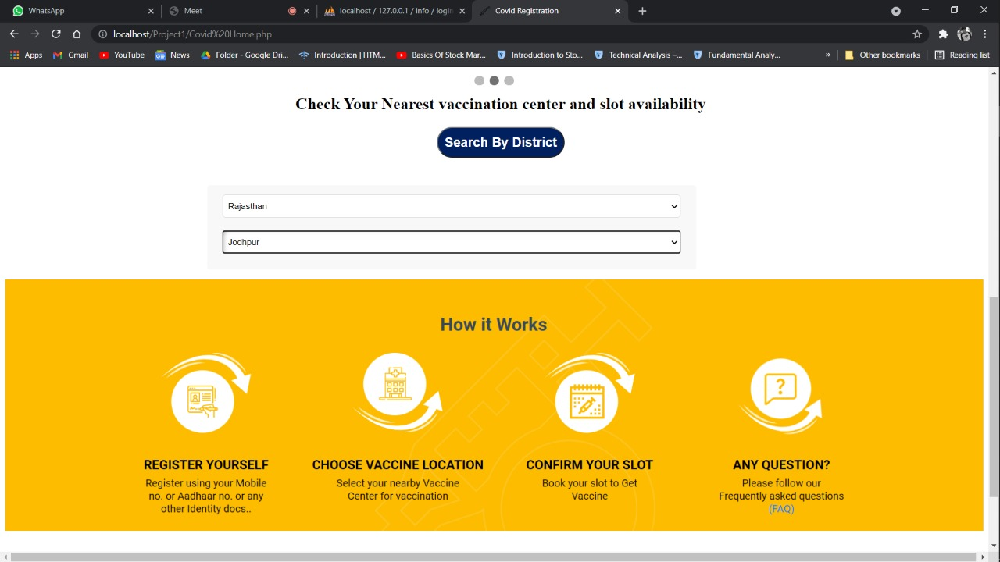 WhatsApp
Meet
localhost / 127.0.0.1 / info / login
Covid Registration
localhost/Project1/Covid%20Home.php
Apps
Gmail
YouTube
News
Folder - Google Dri...
Introduction | HTM...
Basics Of Stock Mar...
Introduction to Sto...
Technical Analysis –...
Fundamental Analy...
»
Other bookmarks
Reading list
Check Your Nearest vaccination center and slot availability
Search By District
Rajasthan
Jodhpur
How it Works
REGISTER YOURSELF
Register using your Mobile
no. or Aadhaar no. or any
other Identity docs..
CHOOSE VACCINE LOCATION
Select your nearby Vaccine
Center for vaccination
CONFIRM YOUR SLOT
Book your slot to Get
Vaccine
ANY QUESTION?
Please follow our
Frequently asked questions
(FAQ)